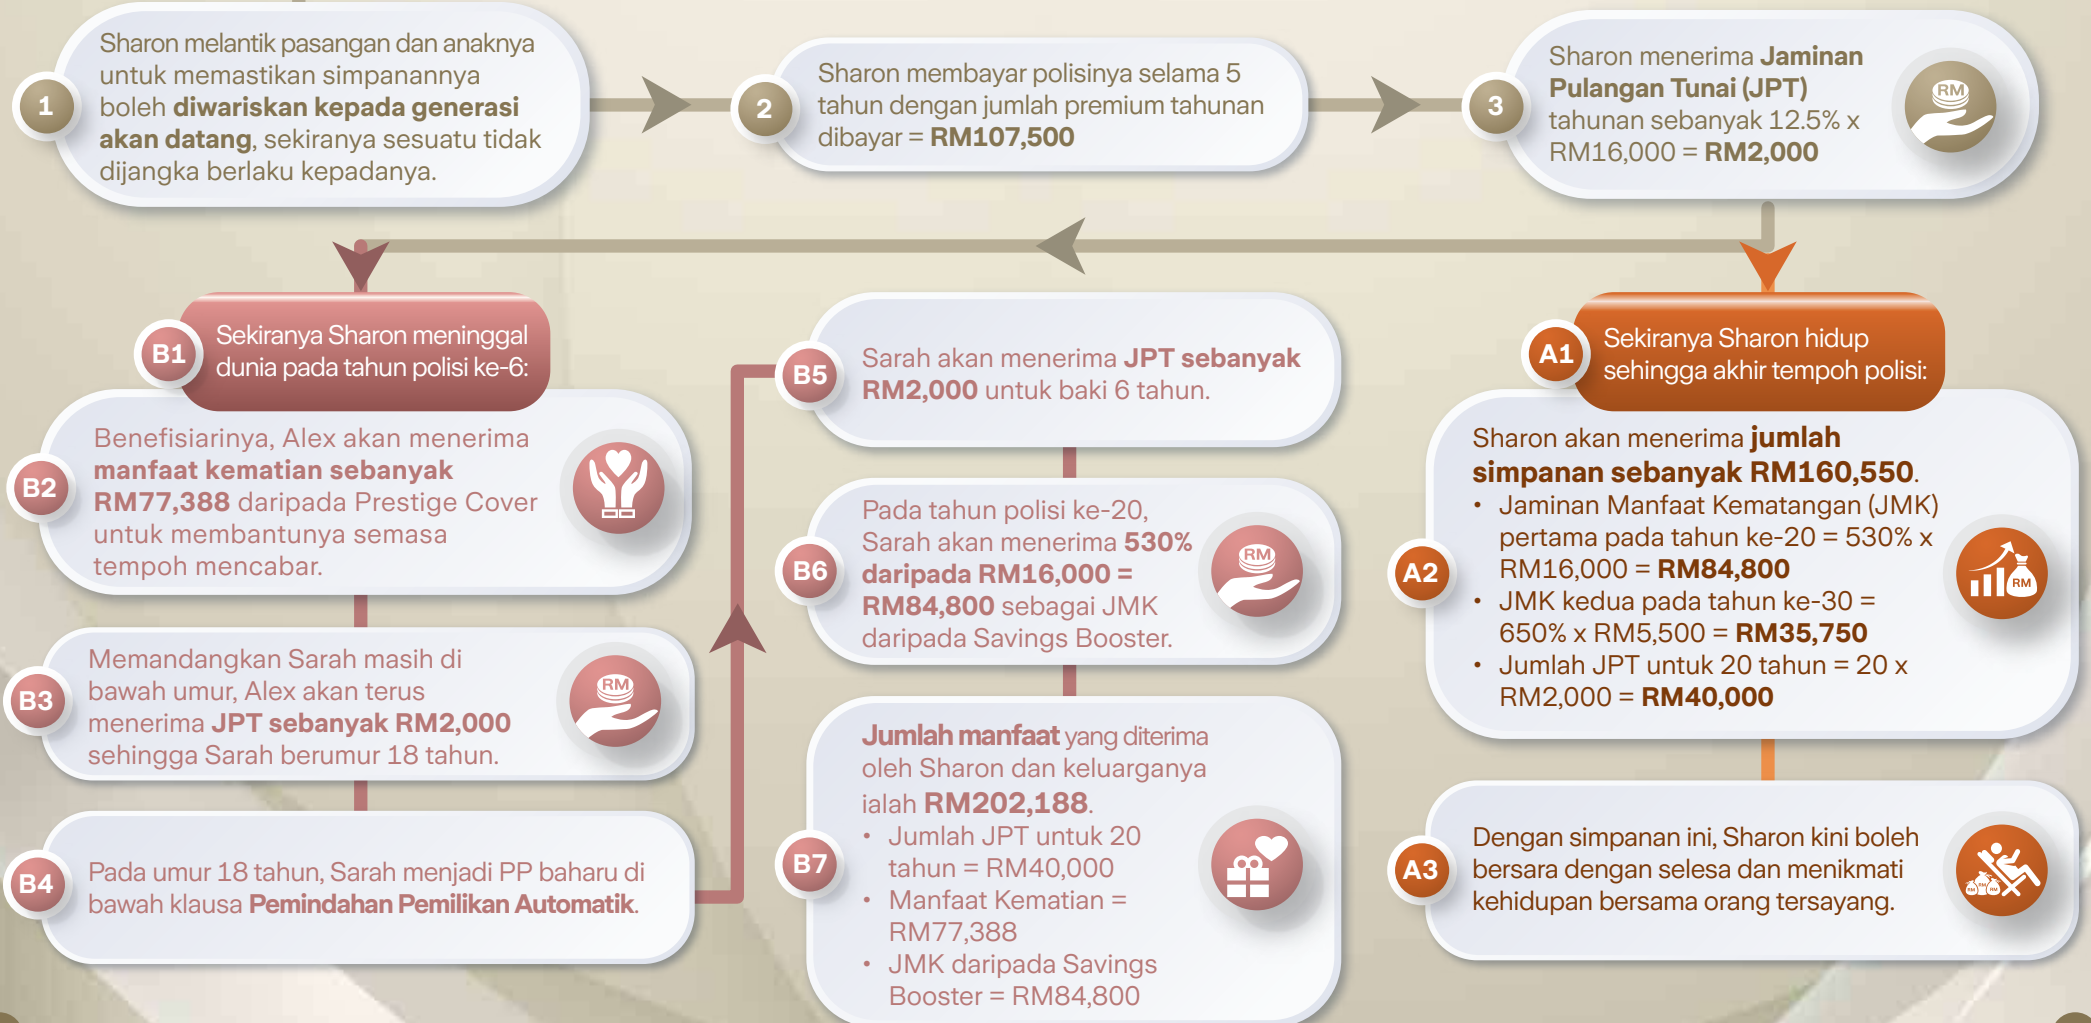 1
Sharon melantik pasangan dan anaknya
untuk memastikan simpanannya
boleh diwariskan kepada generasi
akan datang, sekiranya sesuatu tidak
dijangka berlaku kepadanya.
2
Sharon membayar polisinya selama 5
tahun dengan jumlah premium tahunan
dibayar = RM107,500
3
Sharon menerima Jaminan
Pulangan Tunai (JPT)
tahunan sebanyak 12.5% x
RM16,000 = RM2,000
RM
B1
Sekiranya Sharon meninggal
dunia pada tahun polisi ke-6:
B2
Benefisiarinya, Alex akan menerima
manfaat kematian sebanyak
RM77,388 daripada Prestige Cover
untuk membantunya semasa
tempoh mencabar.
B3
Memandangkan Sarah masih di
bawah umur, Alex akan terus
menerima JPT sebanyak RM2,000
sehingga Sarah berumur 18 tahun.
RM
B4
Pada umur 18 tahun, Sarah menjadi PP baharu di
bawah klausa Pemindahan Pemilikan Automatik.
B5
Sarah akan menerima JPT sebanyak
RM2,000 untuk baki 6 tahun.
B6
Pada tahun polisi ke-20,
Sarah akan menerima 530%
daripada RM16,000 =
RM84,800 sebagai JMK
daripada Savings Booster.
RM
B7
Jumlah manfaat yang diterima
oleh Sharon dan keluarganya
ialah RM202,188.
• Jumlah JPT untuk 20
tahun = RM40,000
• Manfaat Kematian =
RM77,388
• JMK daripada Savings
Booster = RM84,800
A1
Sekiranya Sharon hidup
sehingga akhir tempoh polisi:
A2
Sharon akan menerima jumlah
simpanan sebanyak RM160,550.
• Jaminan Manfaat Kematangan (JMK)
pertama pada tahun ke-20 = 530% x
RM16,000 = RM84,800
• JMK kedua pada tahun ke-30 =
650% x RM5,500 = RM35,750
• Jumlah JPT untuk 20 tahun = 20 x
RM2,000 = RM40,000
RM
A3
Dengan simpanan ini, Sharon kini boleh
bersara dengan selesa dan menikmati
kehidupan bersama orang tersayang.
RM RM RM